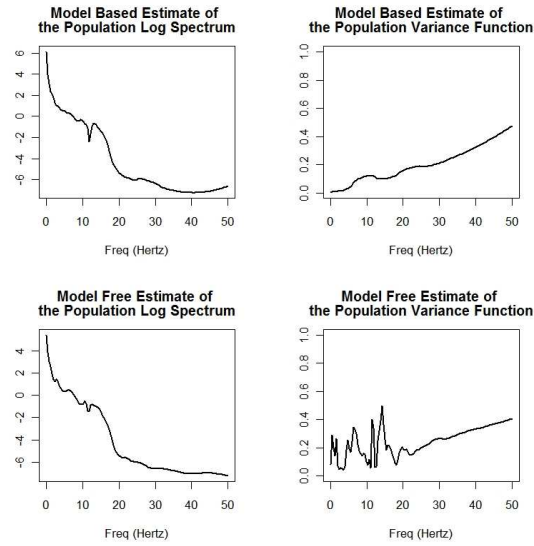 Model Based Estimate of
the Population Log Spectrum
6
4
2
0
-2
-4
-6
0 10 20 30 40 50
Freq (Hertz)
Model Based Estimate of
the Population Variance Function
1.0
0.8
0.6
0.4
0.2
0.0
0 10 20 30 40 50
Freq (Hertz)
Model Free Estimate of
the Population Log Spectrum
4
2
0
-2
-4
-6
0 10 20 30 40 50
Freq (Hertz)
Model Free Estimate of
the Population Variance Function
1.0
0.8
0.6
0.4
0.2
0.0
0 10 20 30 40 50
Freq (Hertz)